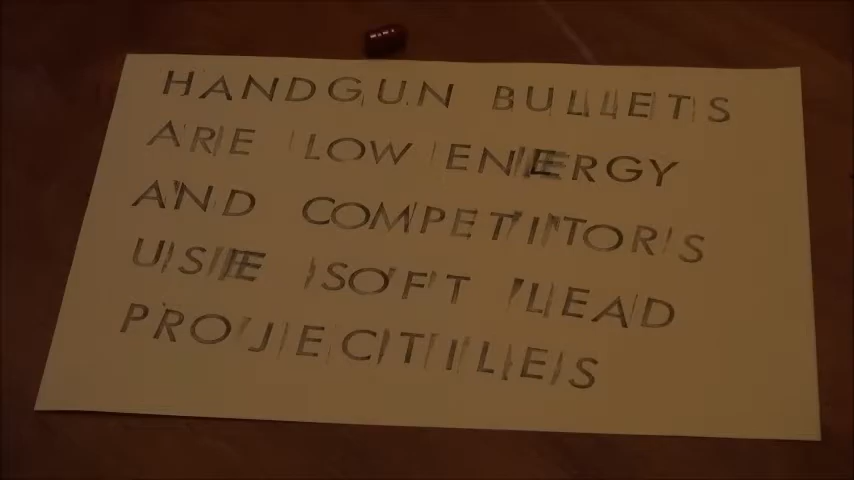 HANDGUN BULLETS
ARE LOW ENERGY
AND COMPETITORS
USE SOFT LEAD
PROJECTILES